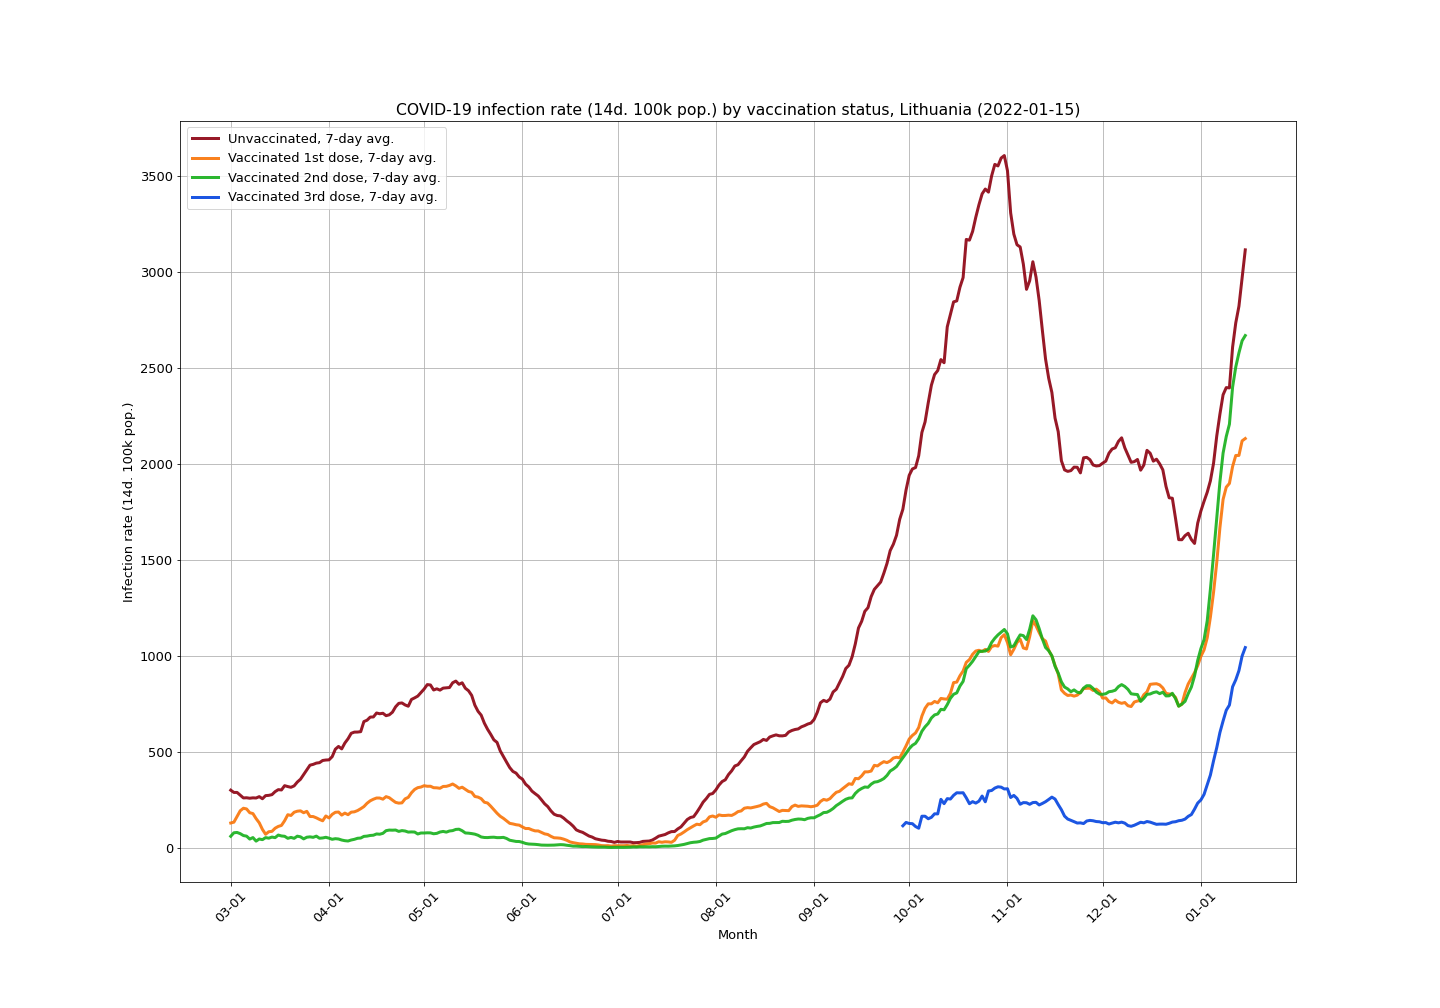 COVID-19 infection rate (14d. 100k pop.) by vaccination status, Lithuania (2022-01-15)
Unvaccinated, 7-day avg.
Vaccinated 1st dose, 7-day avg.
Vaccinated 2nd dose, 7-day avg.
Vaccinated 3rd dose, 7-day avg.
Infection rate (14d. 100k pop.)
3500
3000
2500
2000
1500
1000
500
0
03-01 04-01 05-01 06-01 07-01 08-01 09-01 10-01 11-01 12-01 01-01
Month